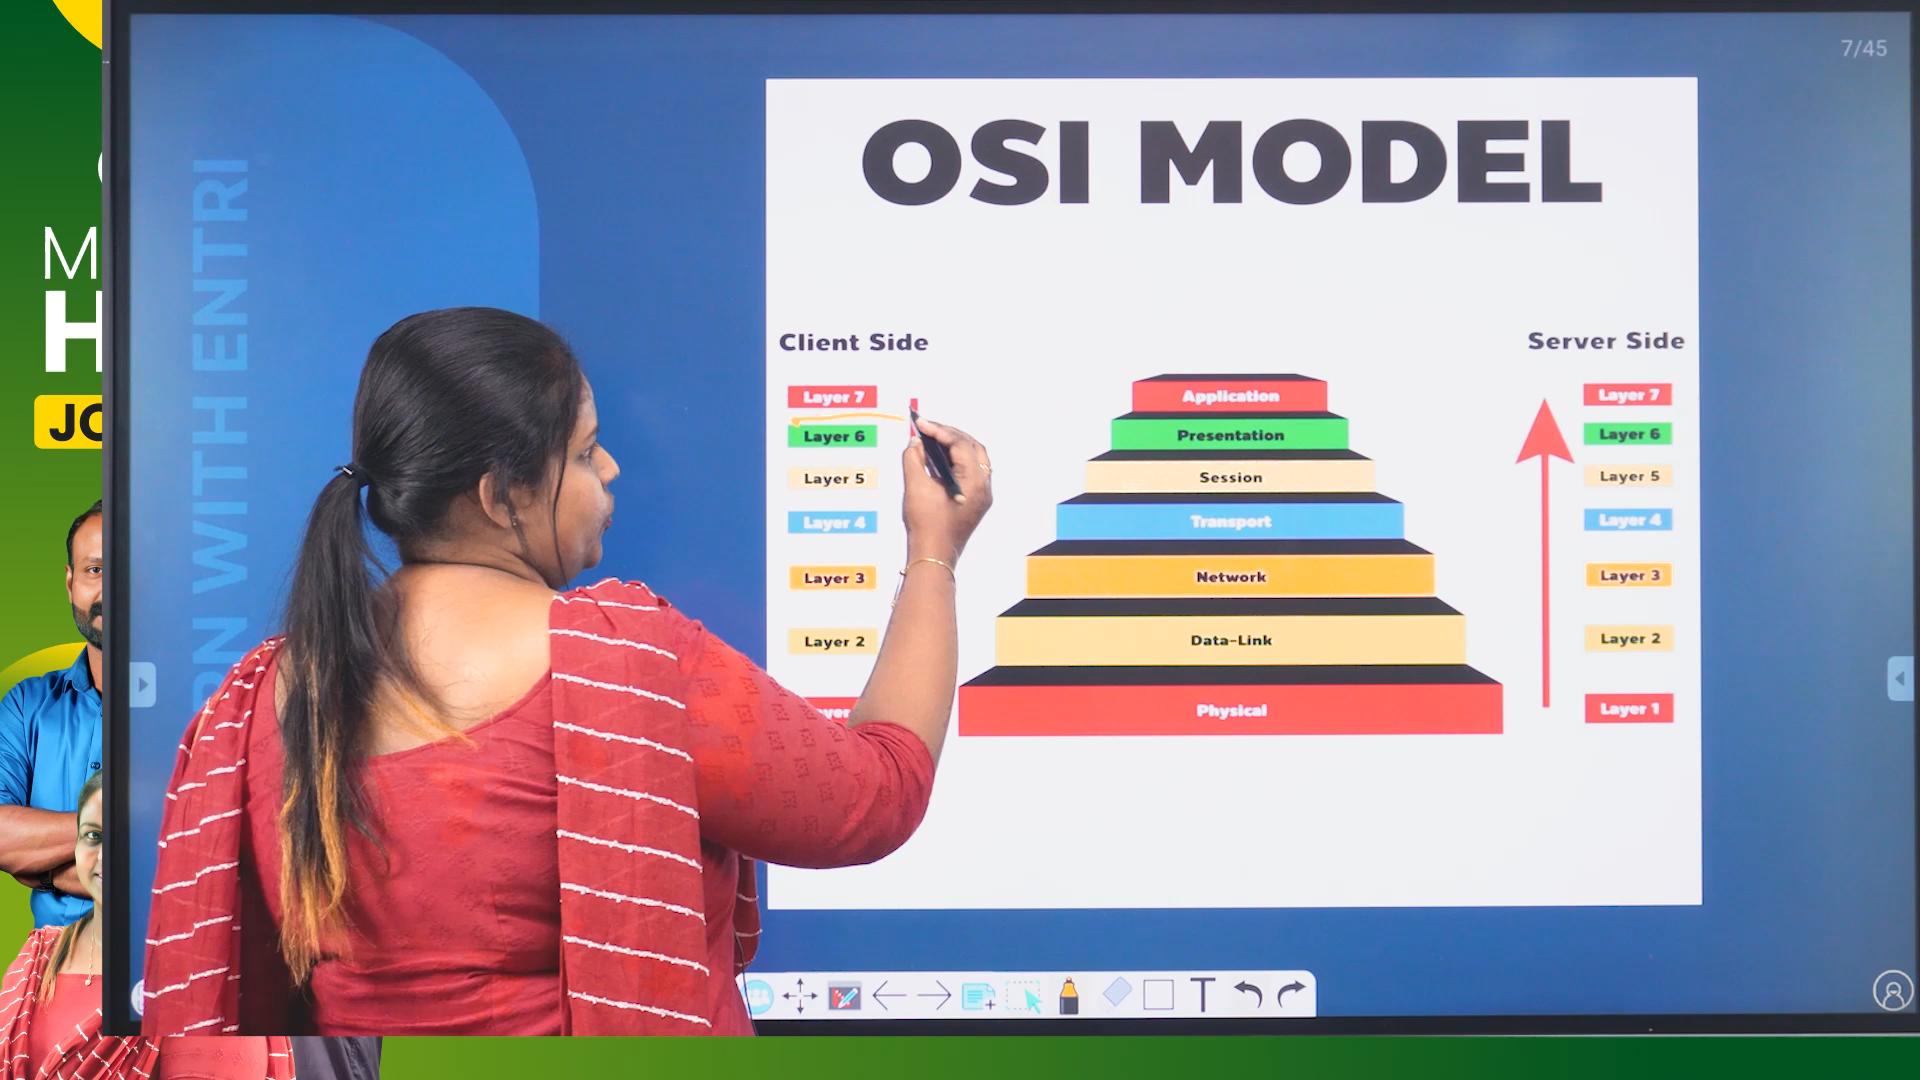 7/45
OSI MODEL
Client Side
Server Side
Layer 7
Application
Layer 7
Layer 6
Presentation
Layer 6
Layer 5
Session
Layer 5
Layer 4
Transport
Layer 4
Layer 3
Network
Layer 3
Layer 2
Data-Link
Layer 2
Physical
Layer 1
WITH ENTRI
T